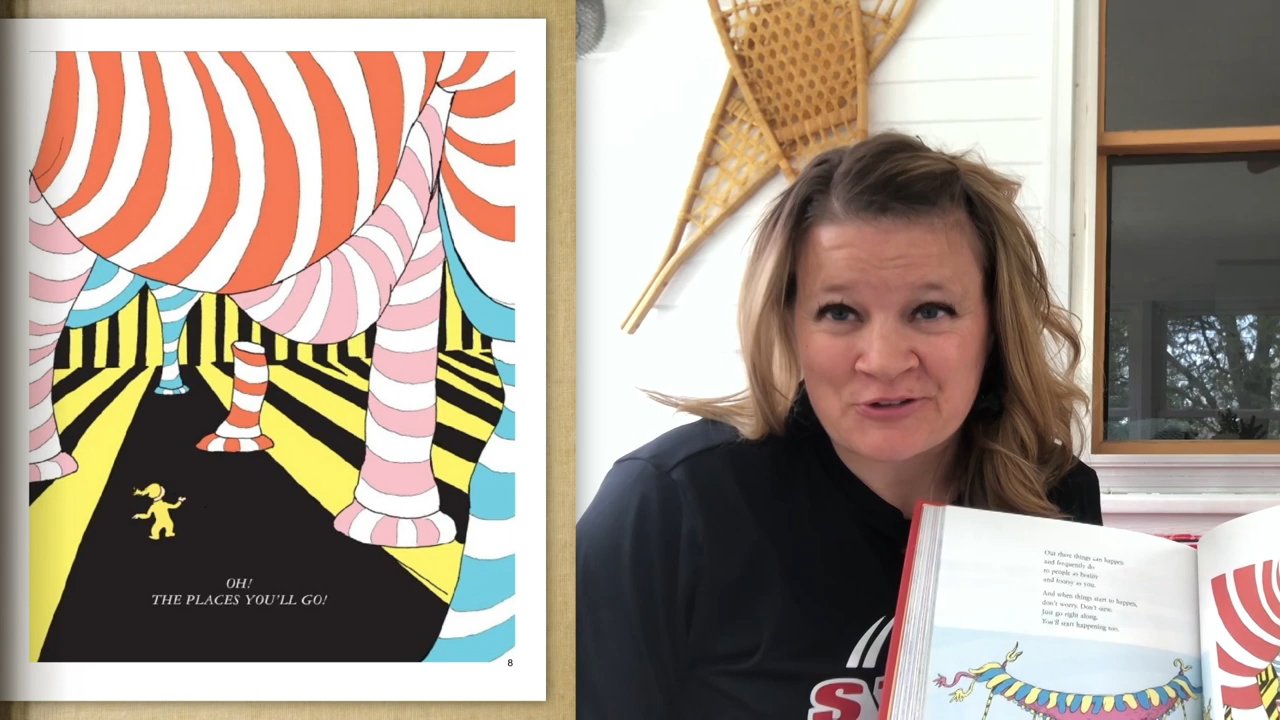 OH!
THE PLACES YOU'LL GO!
8
Out there things can happen
and frequently do
to people as brainy
and footsy as you.
And when things start to happen,
don't worry. Don't stew.
Just go right along.
You'll start happening too.